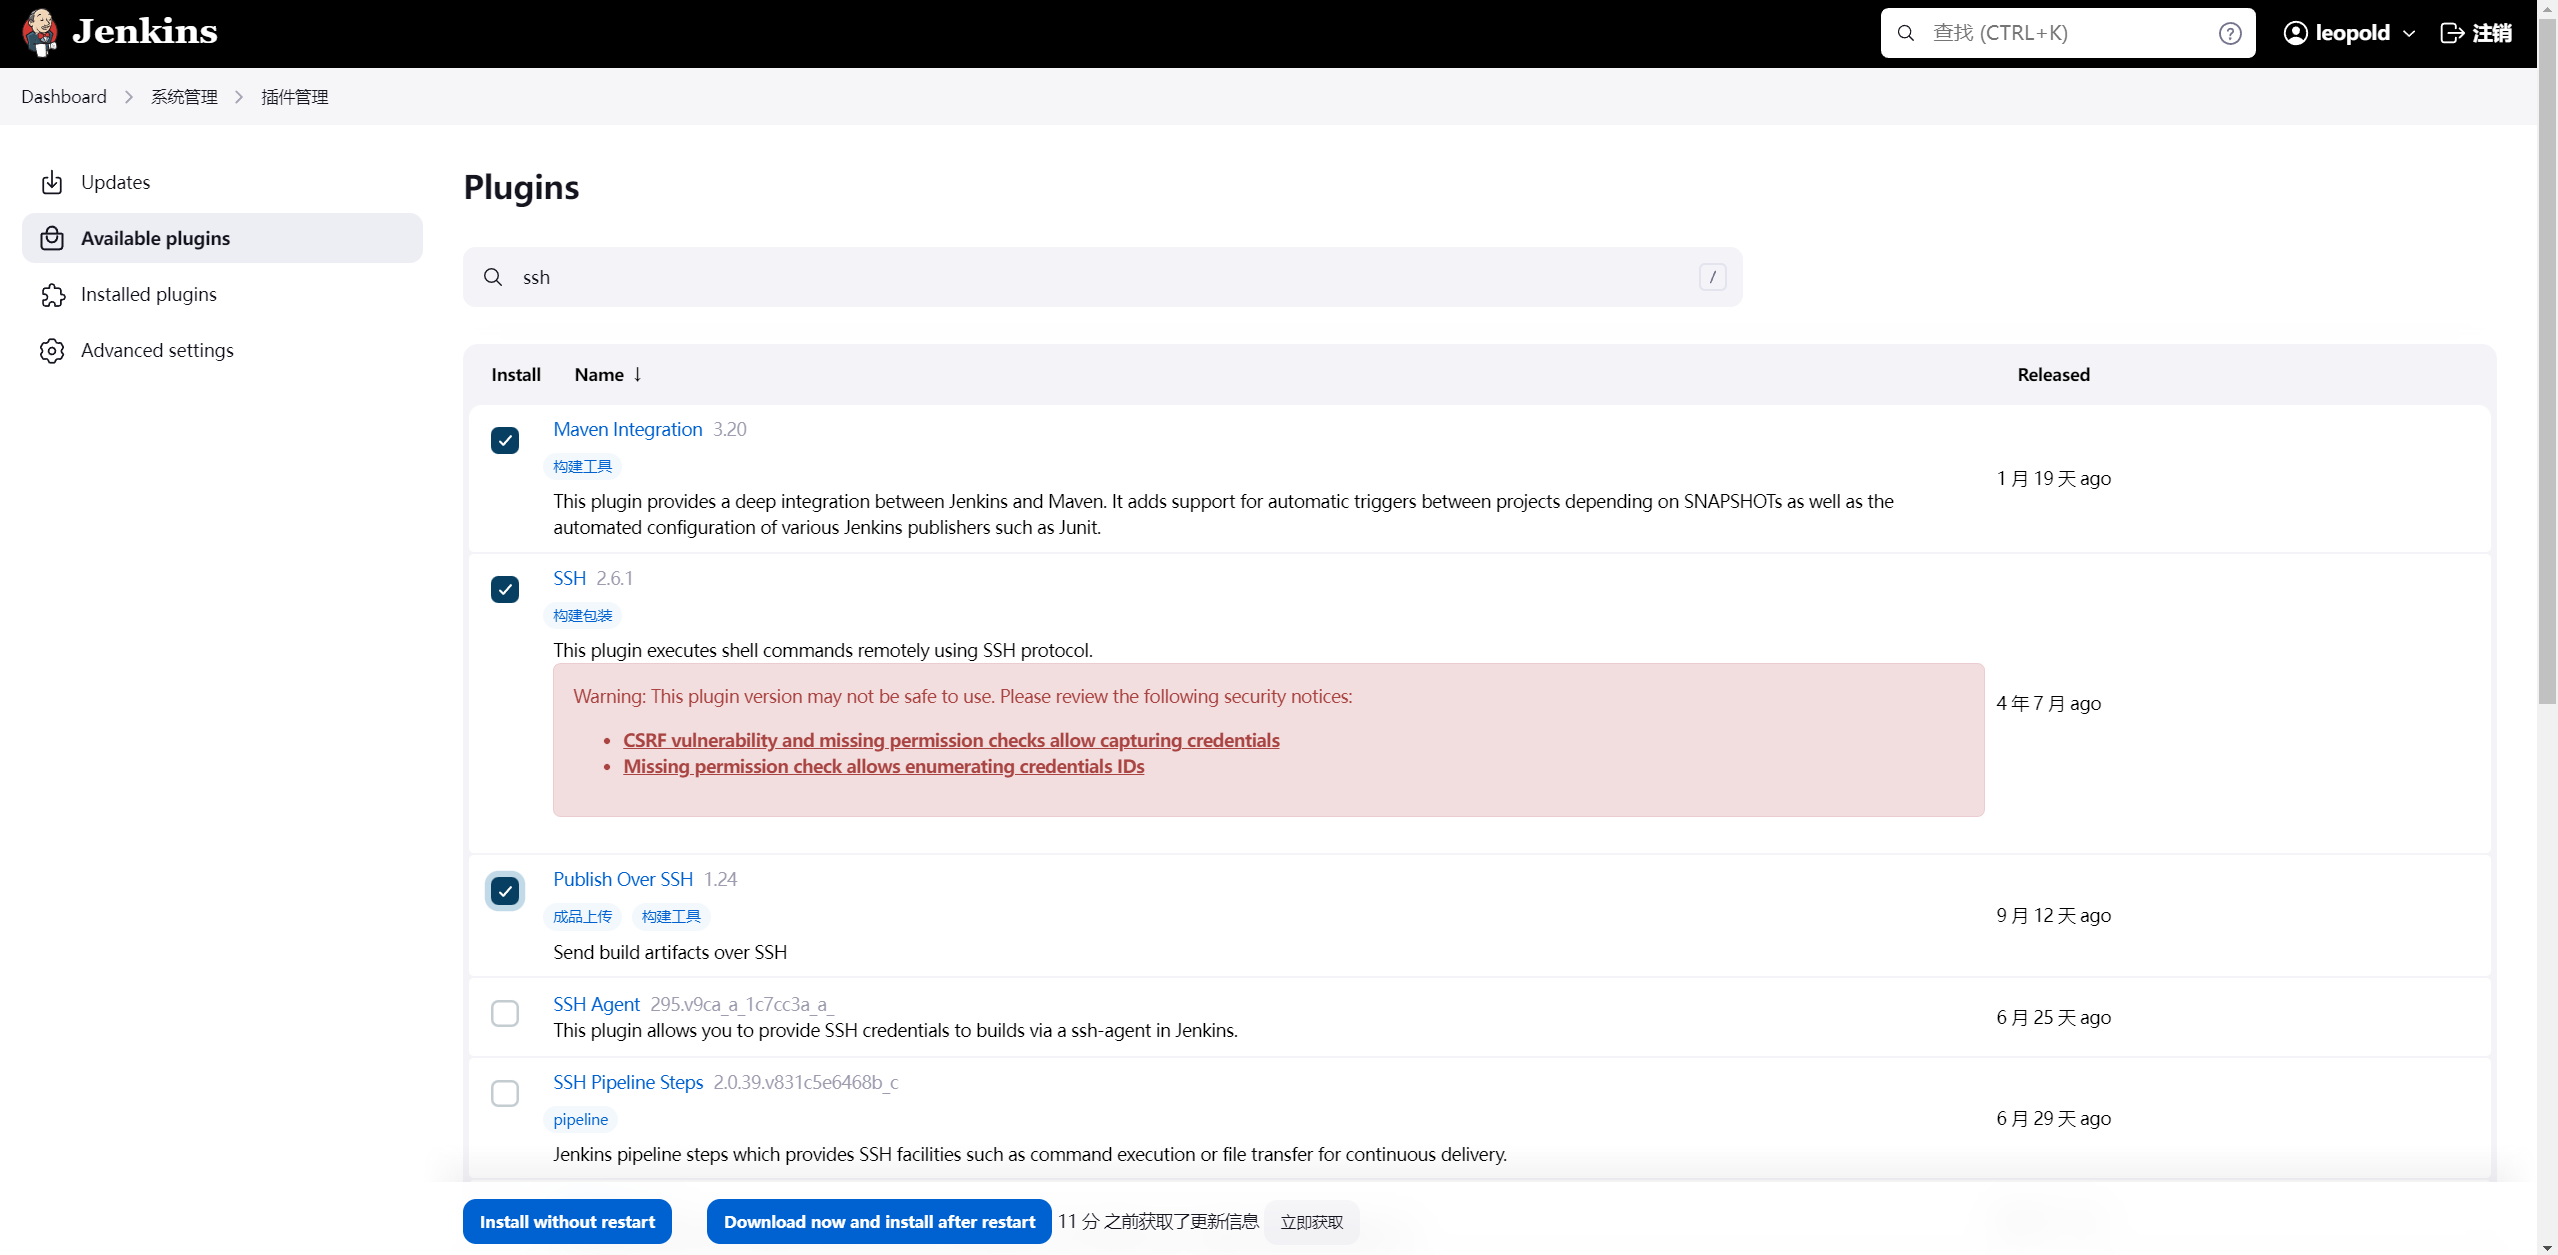 Jenkins
查找 (CTRL+K)
leopold
注销
Dashboard
系统管理
插件管理
Updates
Available plugins
Installed plugins
Advanced settings
Plugins
ssh
/
Install Name ↓ Released
Maven Integration 3.20
构建工具
This plugin provides a deep integration between Jenkins and Maven. It adds support for automatic triggers between projects depending on SNAPSHOTs as well as the
automated configuration of various Jenkins publishers such as Junit.
1 月 19 天 ago
SSH 2.6.1
构建包装
This plugin executes shell commands remotely using SSH protocol.
Warning: This plugin version may not be safe to use. Please review the following security notices:
• CSRF vulnerability and missing permission checks allow capturing credentials
• Missing permission check allows enumerating credentials IDs
4 年 7 月 ago
Publish Over SSH 1.24
成品上传 构建工具
Send build artifacts over SSH
9 月 12 天 ago
SSH Agent 295.v9ca_a_1c7cc3a_a_
This plugin allows you to provide SSH credentials to builds via a ssh-agent in Jenkins.
6 月 25 天 ago
SSH Pipeline Steps 2.0.39.v831c5e6468b_c
pipeline
Jenkins pipeline steps which provides SSH facilities such as command execution or file transfer for continuous delivery.
6 月 29 天 ago
Install without restart
Download now and install after restart
11 分 之前获取了更新信息
立即获取